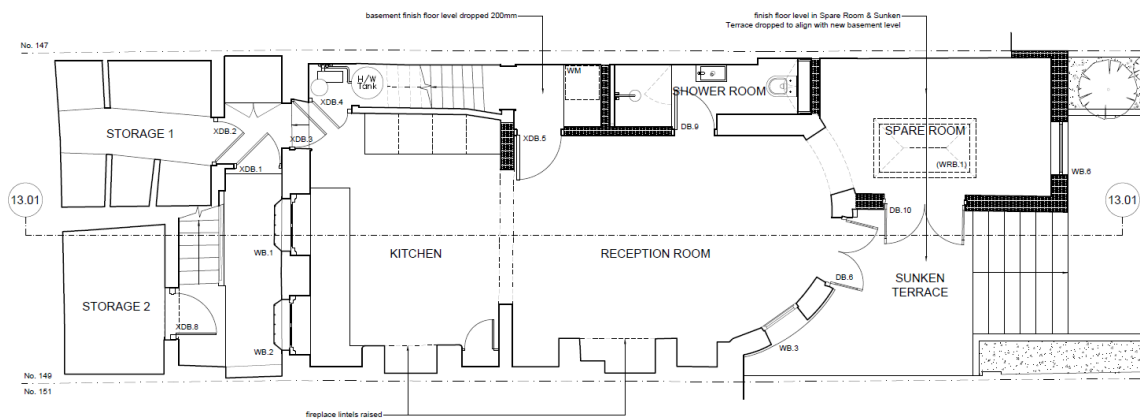 basement finish floor level dropped 200mm
finish floor level in Spare Room & Sunken
Terrace dropped to align with new basement level
No. 147
H/W
Tank
WM
SHOWER ROOM
XDB.4
STORAGE 1
XDB.2
XDB.3
XDB.5
DB.9
SPARE ROOM
XDB.1
(WRB.1)
WB.6
13.01
13.01
DB.10
WB.1
KITCHEN
RECEPTION ROOM
DB.6
SUNKEN
TERRACE
STORAGE 2
XDB.8
WB.2
WB.3
No. 149
No. 151
fireplace lintels raised